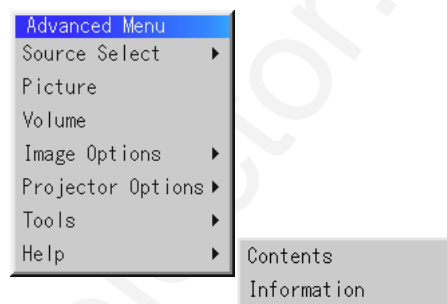 Advanced Menu
Source Select
Picture
Volume
Image Options
Projector Options
Tools
Help
Contents
Information